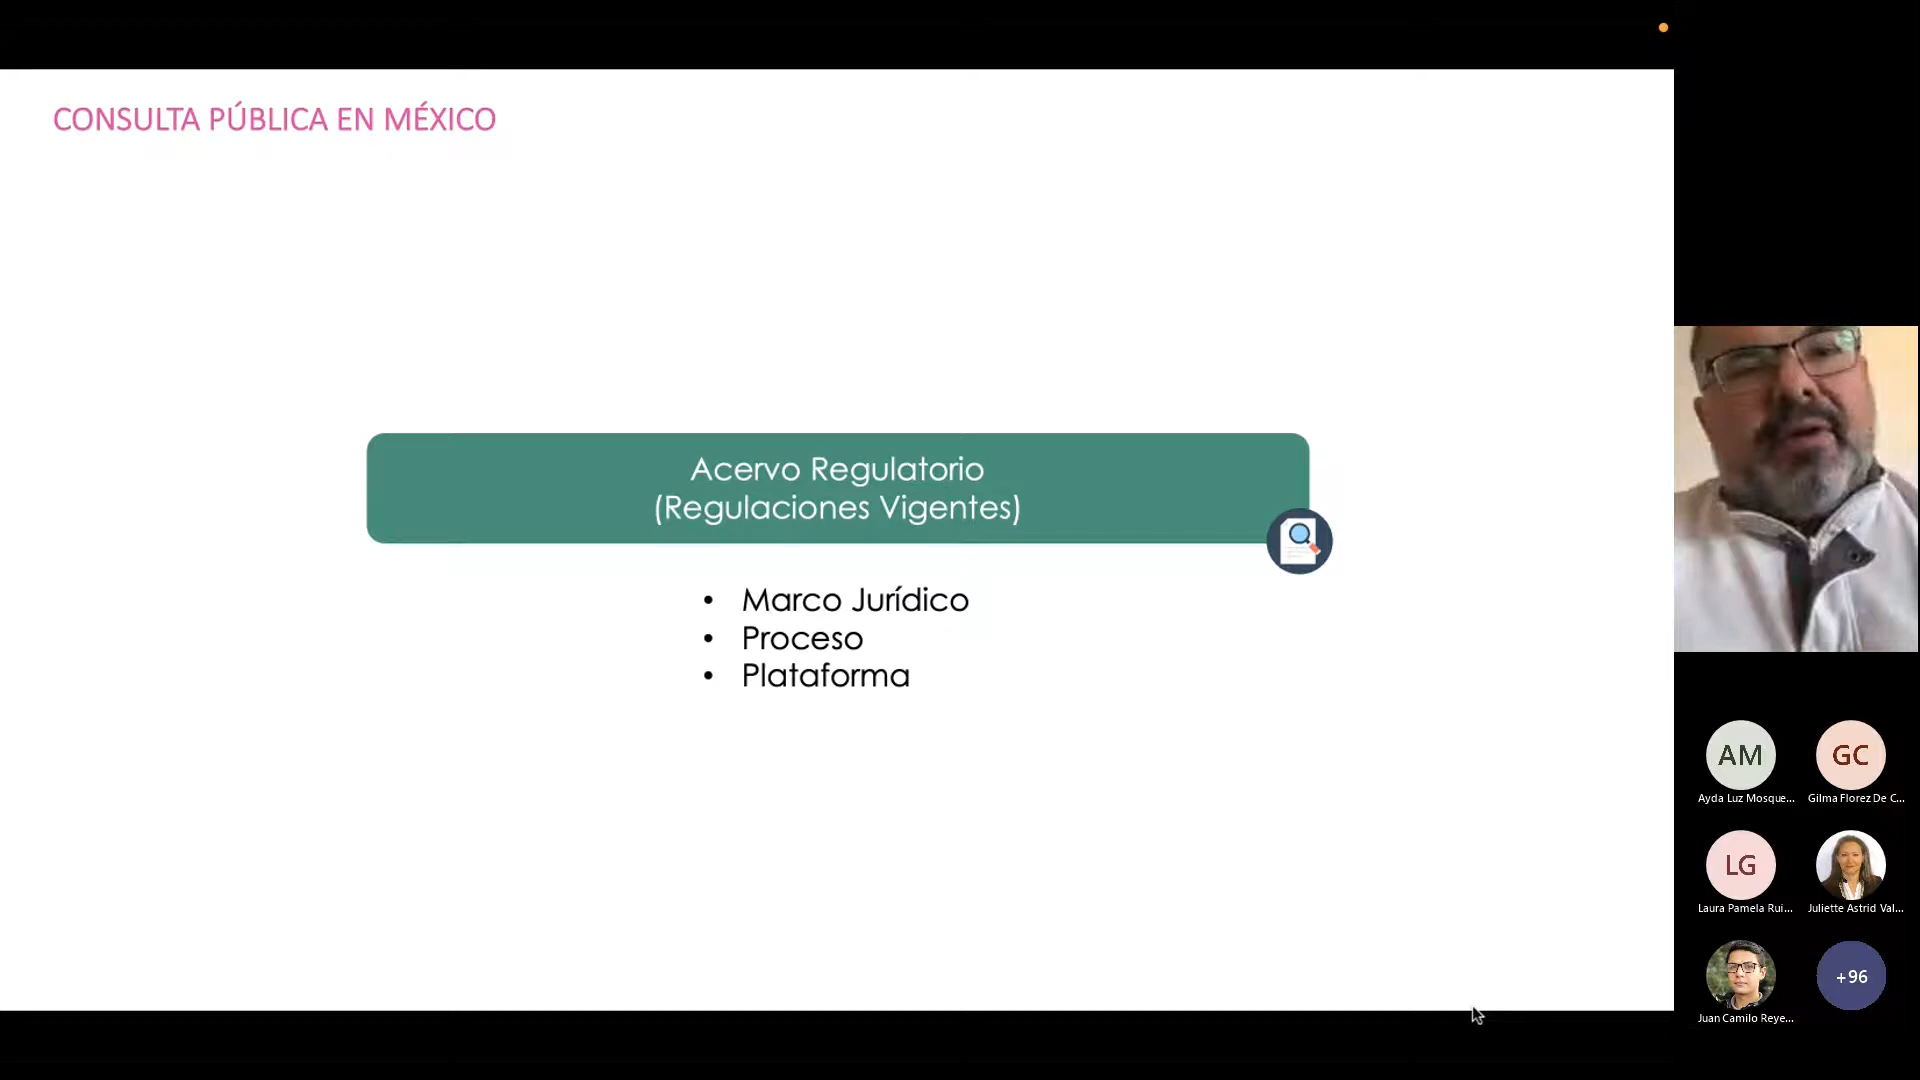 CONSULTA PÚBLICA EN MÉXICO
Acervo Regulatorio
(Regulaciones Vigentes)
• Marco Jurídico
• Proceso
• Plataforma
AM
GC
Ayda Luz Mosque...
Gilma Florez De C...
LG
Laura Pamela Rui...
Juliette Astrid Val...
+96
Juan Camilo Reye...